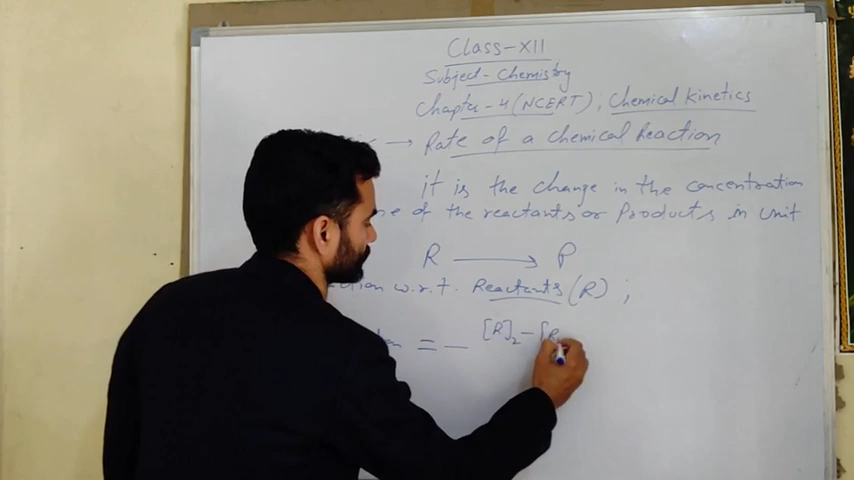 Class-XII
Subject-Chemistry
Chapter-4 (NCERT), Chemical kinetics
→ Rate of a chemical Reaction
it is the change in the concentration
of the reactants or Products in unit
R → P
w.r.t. Reactants (R) ;
= — [R]₂ - [R